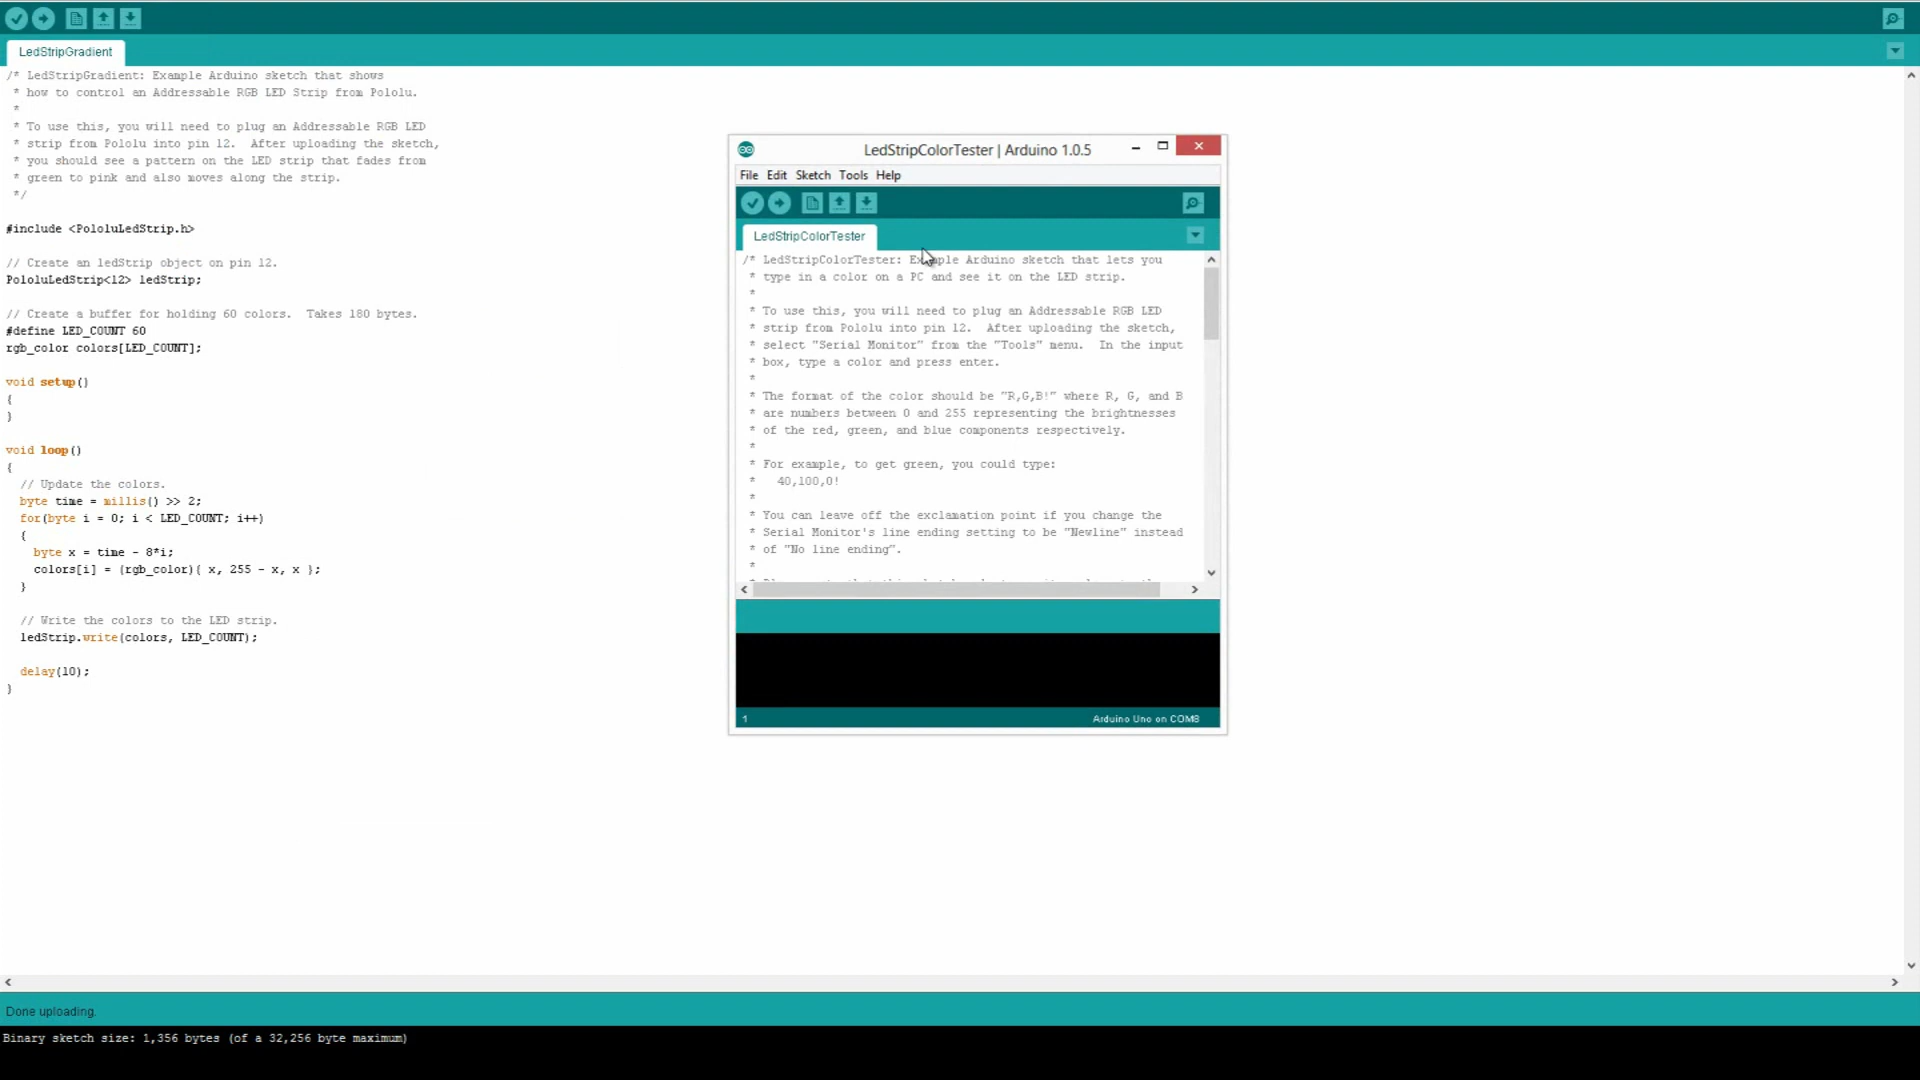 LedStripGradient
/* LedStripGradient: Example Arduino sketch that shows
* how to control an Addressable RGB LED Strip from Pololu.
*
* To use this, you will need to plug an Addressable RGB LED
* strip from Pololu into pin 12.  After uploading the sketch,
* you should see a pattern on the LED strip that fades from
* green to pink and also moves along the strip.
*/
#include <PololuLedStrip.h>
// Create an ledStrip object on pin 12.
PololuLedStrip<12> ledStrip;
// Create a buffer for holding 60 colors.  Takes 180 bytes.
#define LED_COUNT 60
rgb_color colors[LED_COUNT];
void setup()
{
}
void loop()
{
// Update the colors.
byte time = millis() >> 2;
for(byte i = 0; i < LED_COUNT; i++)
{
byte x = time - 8*i;
colors[i] = (rgb_color){ x, 255 - x, x };
}
// Write the colors to the LED strip.
ledStrip.write(colors, LED_COUNT);
delay(10);
}
Done uploading.
Binary sketch size: 1,356 bytes (of a 32,256 byte maximum)
LedStripColorTester | Arduino 1.0.5
File Edit Sketch Tools Help
LedStripColorTester
/* LedStripColorTester: Example Arduino sketch that lets you
* type in a color on a PC and see it on the LED strip.
*
* To use this, you will need to plug an Addressable RGB LED
* strip from Pololu into pin 12.  After uploading the sketch,
* select "Serial Monitor" from the "Tools" menu.  In the input
* box, type a color and press enter.
*
* The format of the color should be "R,G,B!" where R, G, and B
* are numbers between 0 and 255 representing the brightnesses
* of the red, green, and blue components respectively.
*
* For example, to get green, you could type:
*   40,100,0!
*
* You can leave off the exclamation point if you change the
* Serial Monitor's line ending setting to be "Newline" instead
* of "No line ending".
*
1
Arduino Uno on COM8